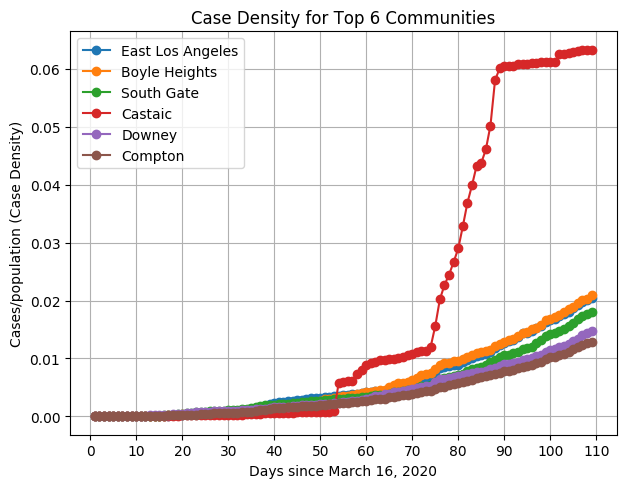 Case Density for Top 6 Communities
East Los Angeles
Boyle Heights
South Gate
Castaic
Downey
Compton
Cases/population (Case Density)
0.06
0.05
0.04
0.03
0.02
0.01
0.00
0 10 20 30 40 50 60 70 80 90 100 110
Days since March 16, 2020